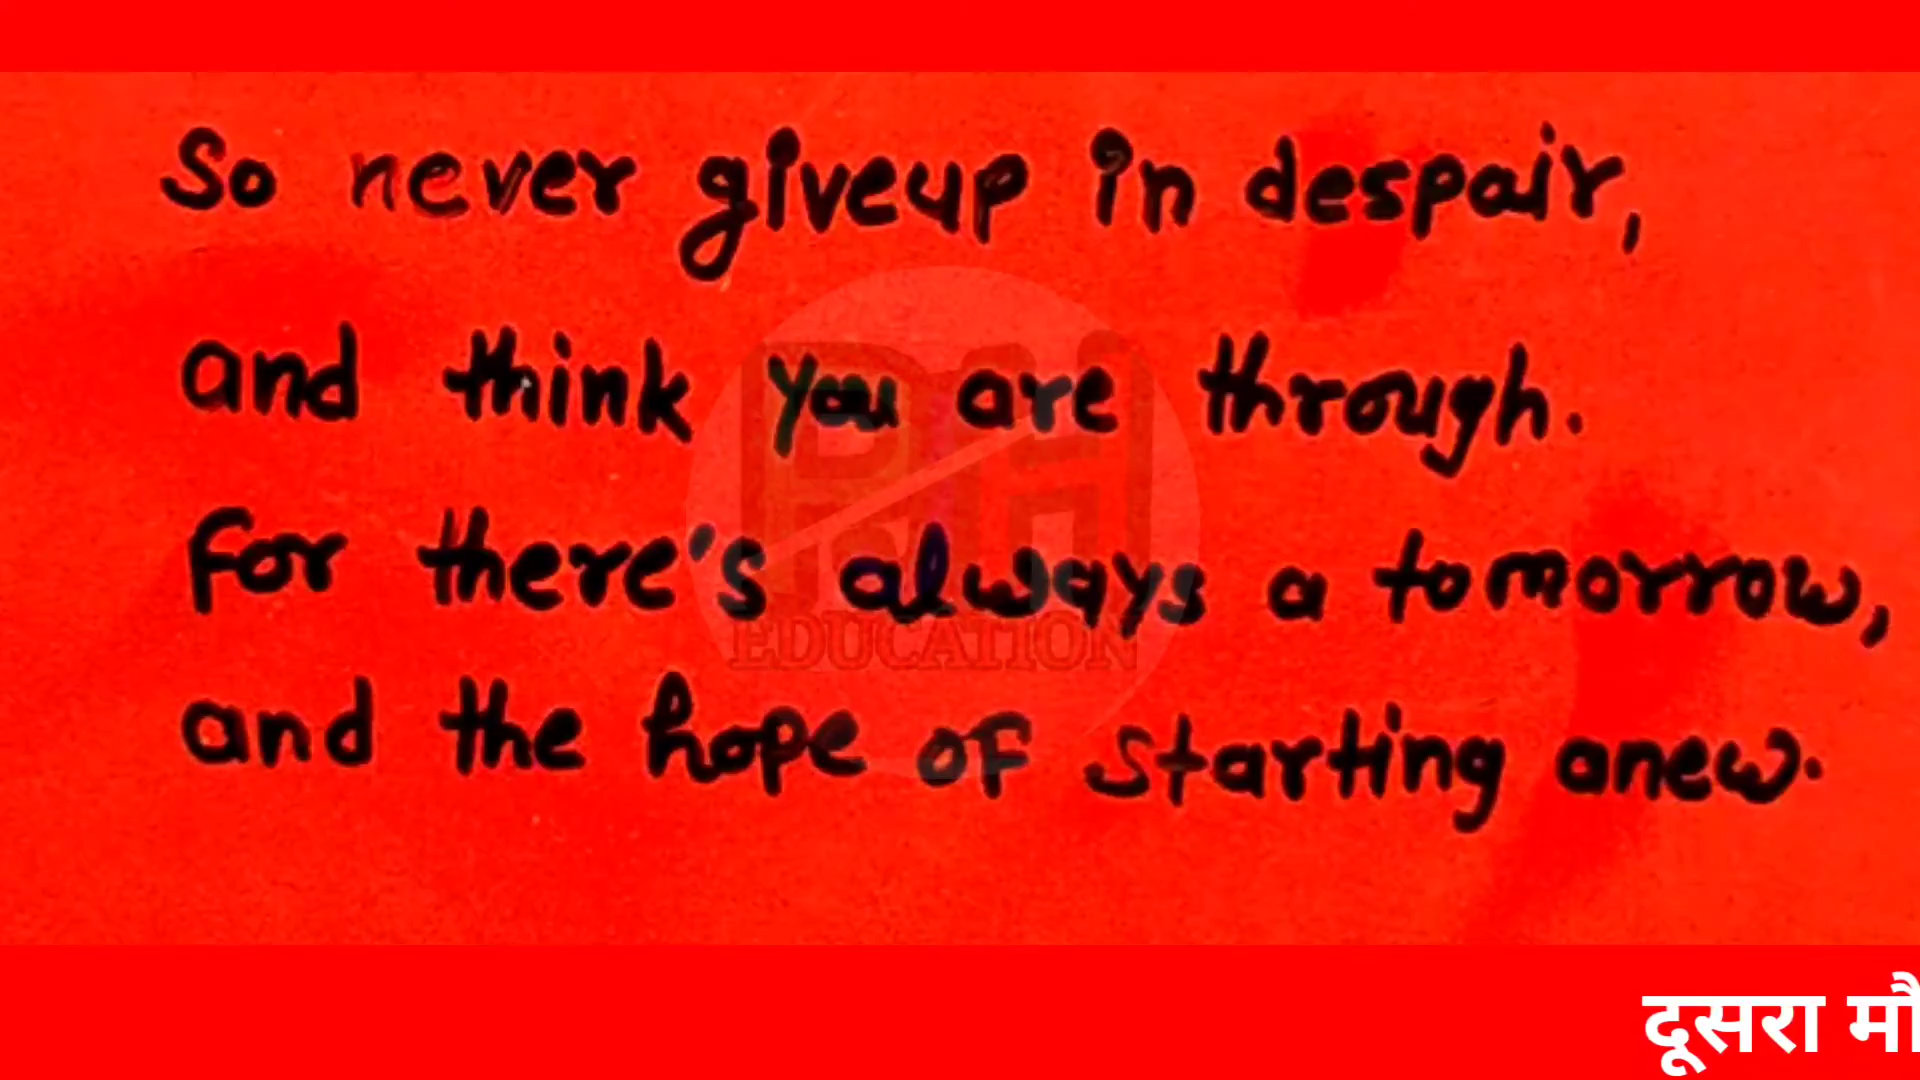 So never giveup in despair,
and think you are through.
For there's always a tomorrow,
and the hope of starting anew.
EDUCATION
दूसरा मौ